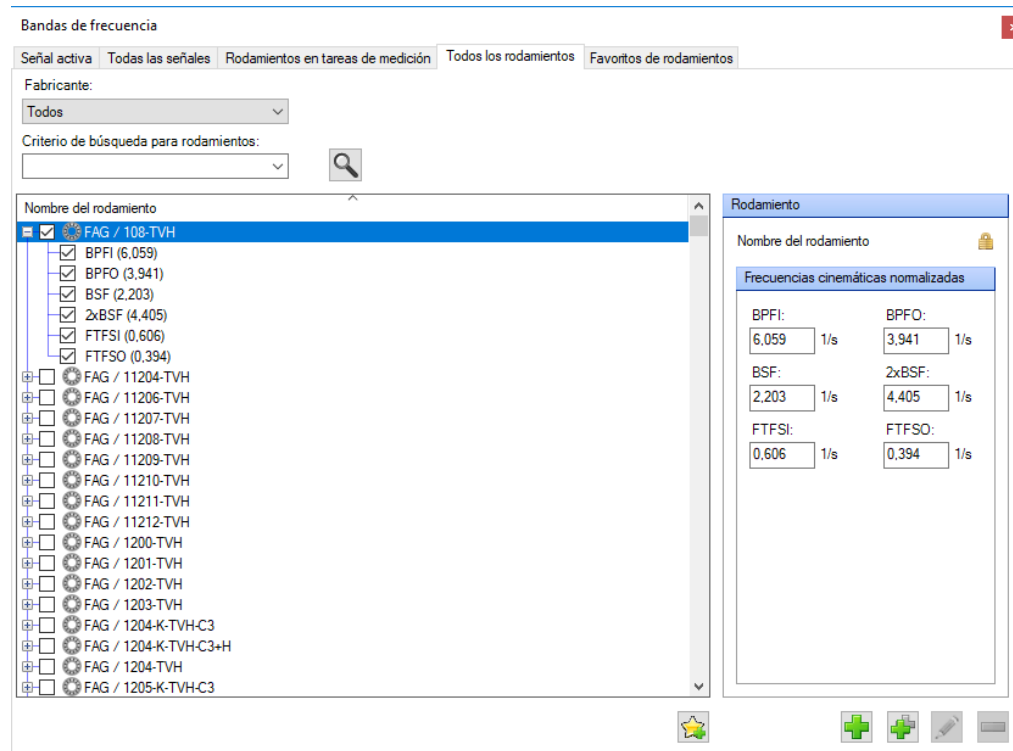 Bandas de frecuencia
Señal activa Todas las señales Rodamientos en tareas de medición Todos los rodamientos Favoritos de rodamientos
Fabricante:
Todos
Criterio de búsqueda para rodamientos:
Nombre del rodamiento
FAG / 108-TVH
BPFI (6,059)
BPFO (3,941)
BSF (2,203)
2xBSF (4,405)
FTFSI (0,606)
FTFSO (0,394)
FAG / 11204-TVH
FAG / 11206-TVH
FAG / 11207-TVH
FAG / 11208-TVH
FAG / 11209-TVH
FAG / 11210-TVH
FAG / 11211-TVH
FAG / 11212-TVH
FAG / 1200-TVH
FAG / 1201-TVH
FAG / 1202-TVH
FAG / 1203-TVH
FAG / 1204-K-TVH-C3
FAG / 1204-K-TVH-C3+H
FAG / 1204-TVH
FAG / 1205-K-TVH-C3
Rodamiento
Nombre del rodamiento
Frecuencias cinemáticas normalizadas
BPFI: BPFO:
6,059 1/s 3,941 1/s
BSF: 2xBSF:
2,203 1/s 4,405 1/s
FTFSI: FTFSO:
0,606 1/s 0,394 1/s